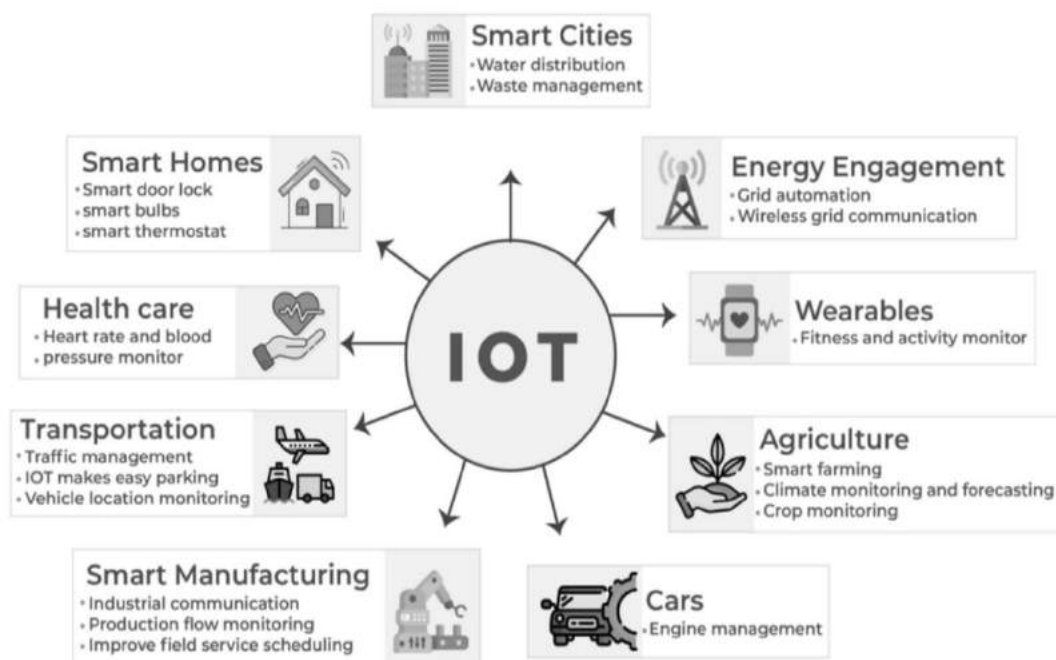 Smart Cities
• Water distribution
• Waste management
Smart Homes
• Smart door lock
• smart bulbs
• smart thermostat
Energy Engagement
• Grid automation
• Wireless grid communication
Health care
• Heart rate and blood
• pressure monitor
IOT
Wearables
• Fitness and activity monitor
Transportation
• Traffic management
• IOT makes easy parking
• Vehicle location monitoring
Agriculture
• Smart farming
• Climate monitoring and forecasting
• Crop monitoring
Smart Manufacturing
• Industrial communication
• Production flow monitoring
• Improve field service scheduling
Cars
• Engine management